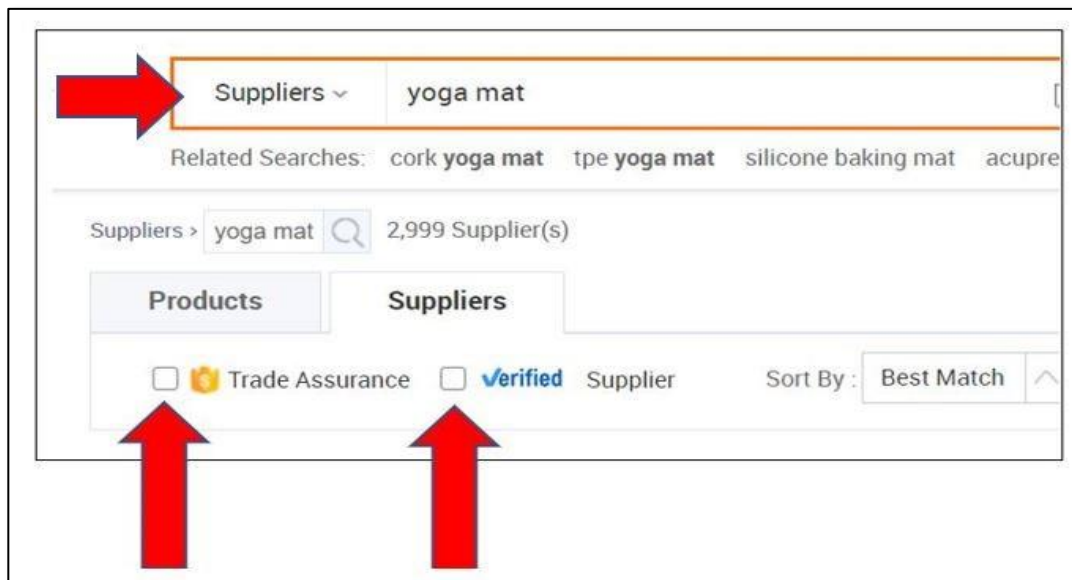 Suppliers yoga mat
Related Searches: cork yoga mat tpe yoga mat silicone baking mat acupre
Suppliers > yoga mat 2,999 Supplier(s)
Products Suppliers
Trade Assurance Verified Supplier Sort By : Best Match